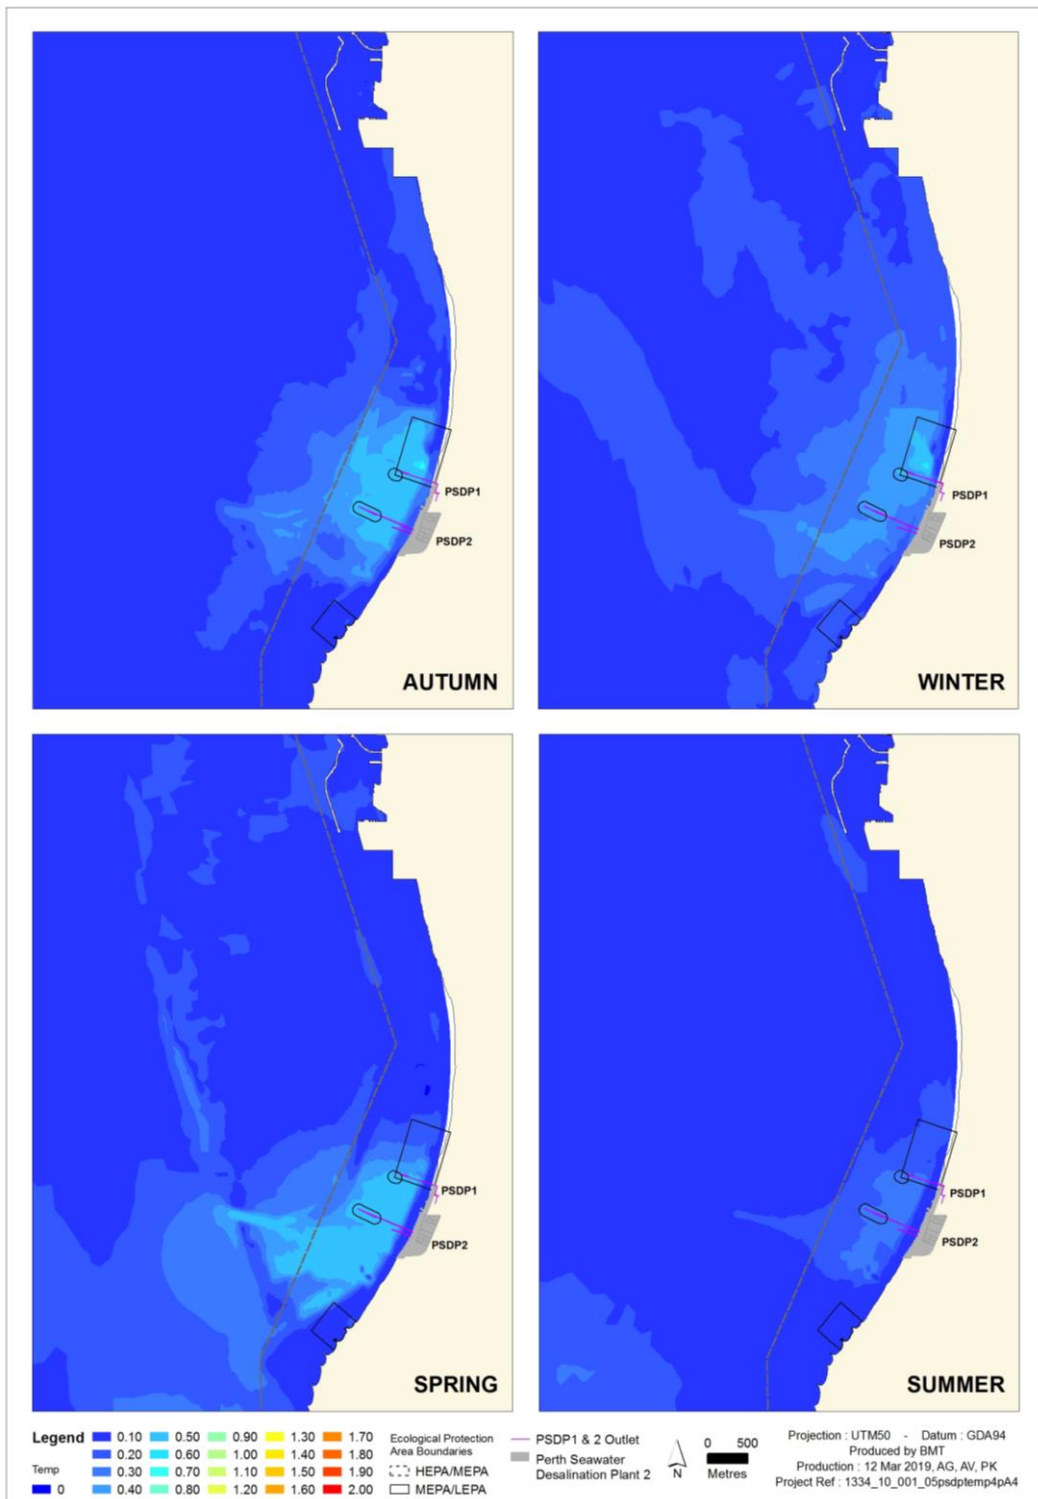 PSDP1
PSDP2
AUTUMN
PSDP1
PSDP2
WINTER
PSDP1
PSDP2
SPRING
PSDP1
PSDP2
SUMMER
Legend
Temp
0
0.10
0.20
0.30
0.40
0.50
0.60
0.70
0.80
0.90
1.00
1.10
1.20
1.30
1.40
1.50
1.60
1.70
1.80
1.90
2.00
Ecological Protection
Area Boundaries
HEPA/MEPA
MEPA/LEPA
PSDP1 & 2 Outlet
Perth Seawater
Desalination Plant 2
N
0 500
Metres
Projection : UTM50 - Datum : GDA94
Produced by BMT
Production : 12 Mar 2019, AG, AV, PK
Project Ref : 1334_10_001_05psdptemp4pA4